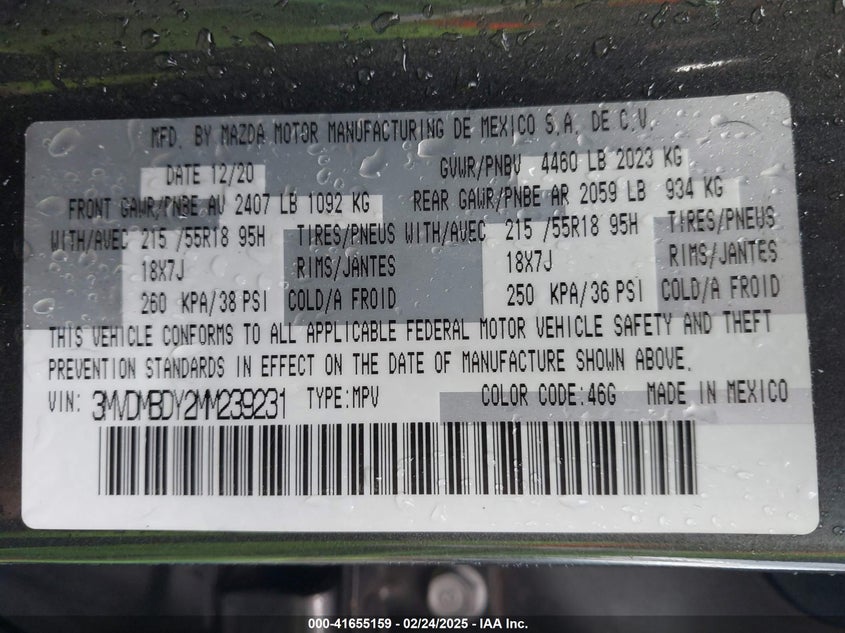 MFD. BY MAZDA MOTOR MANUFACTURING DE MEXICO S.A. DE C.V.
DATE 12/20 GVWR/PNBV 4460 LB 2023 KG
FRONT GAWR/PNBE AV 2407 LB 1092 KG REAR GAWR/PNBE AR 2059 LB 934 KG
WITH/AVEC 215 /55R18 95H TIRES/PNEUS WITH/AVEC 215 /55R18 95H TIRES/PNEUS
18X7J RIMS/JANTES 18X7J RIMS/JANTES
260 KPA/38 PSI COLD/A FROID 250 KPA/36 PSI COLD/A FROID
THIS VEHICLE CONFORMS TO ALL APPLICABLE FEDERAL MOTOR VEHICLE SAFETY AND THEFT
PREVENTION STANDARDS IN EFFECT ON THE DATE OF MANUFACTURE SHOWN ABOVE.
VIN: 3MVDMBDY2MM239231 TYPE:MPV COLOR CODE:46G MADE IN MEXICO
000-41655159 - 02/24/2025 - IAA Inc.